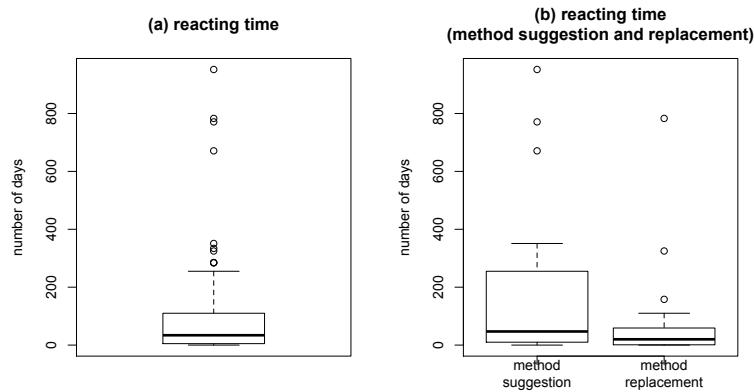 (a) reacting time
number of days
0
200
400
600
800
(b) reacting time
(method suggestion and replacement)
number of days
0
200
400
600
800
method
suggestion
method
replacement